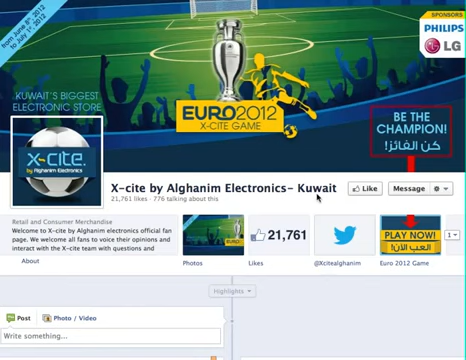 from June 8th, 2012
to July 1st, 2012
SPONSORS
PHILIPS
LG
KUWAIT'S BIGGEST
ELECTRONIC STORE
EURO2012
X-CITE GAME
BE THE
CHAMPION!
كن الفائز!
x-cite.
by Alghanim Electronics
X-cite by Alghanim Electronics- Kuwait
21,761 likes · 776 talking about this
Like
Message
Retail and Consumer Merchandise
Welcome to X-cite by Alghanim electronics official fan
page. We welcome all fans to voice their opinions and
interact with the X-cite team with questions and
About
21,761
PLAY NOW!
العب الآن!
1
Photos
Likes
@Xcitealghanim
Euro 2012 Game
Highlights
Post
Photo / Video
Write something...